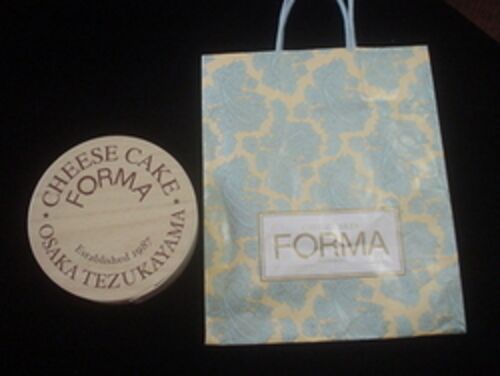 CHEESE CAKE
FORMA
Established 1987
OSAKA TEZUKAYAMA
FORMA